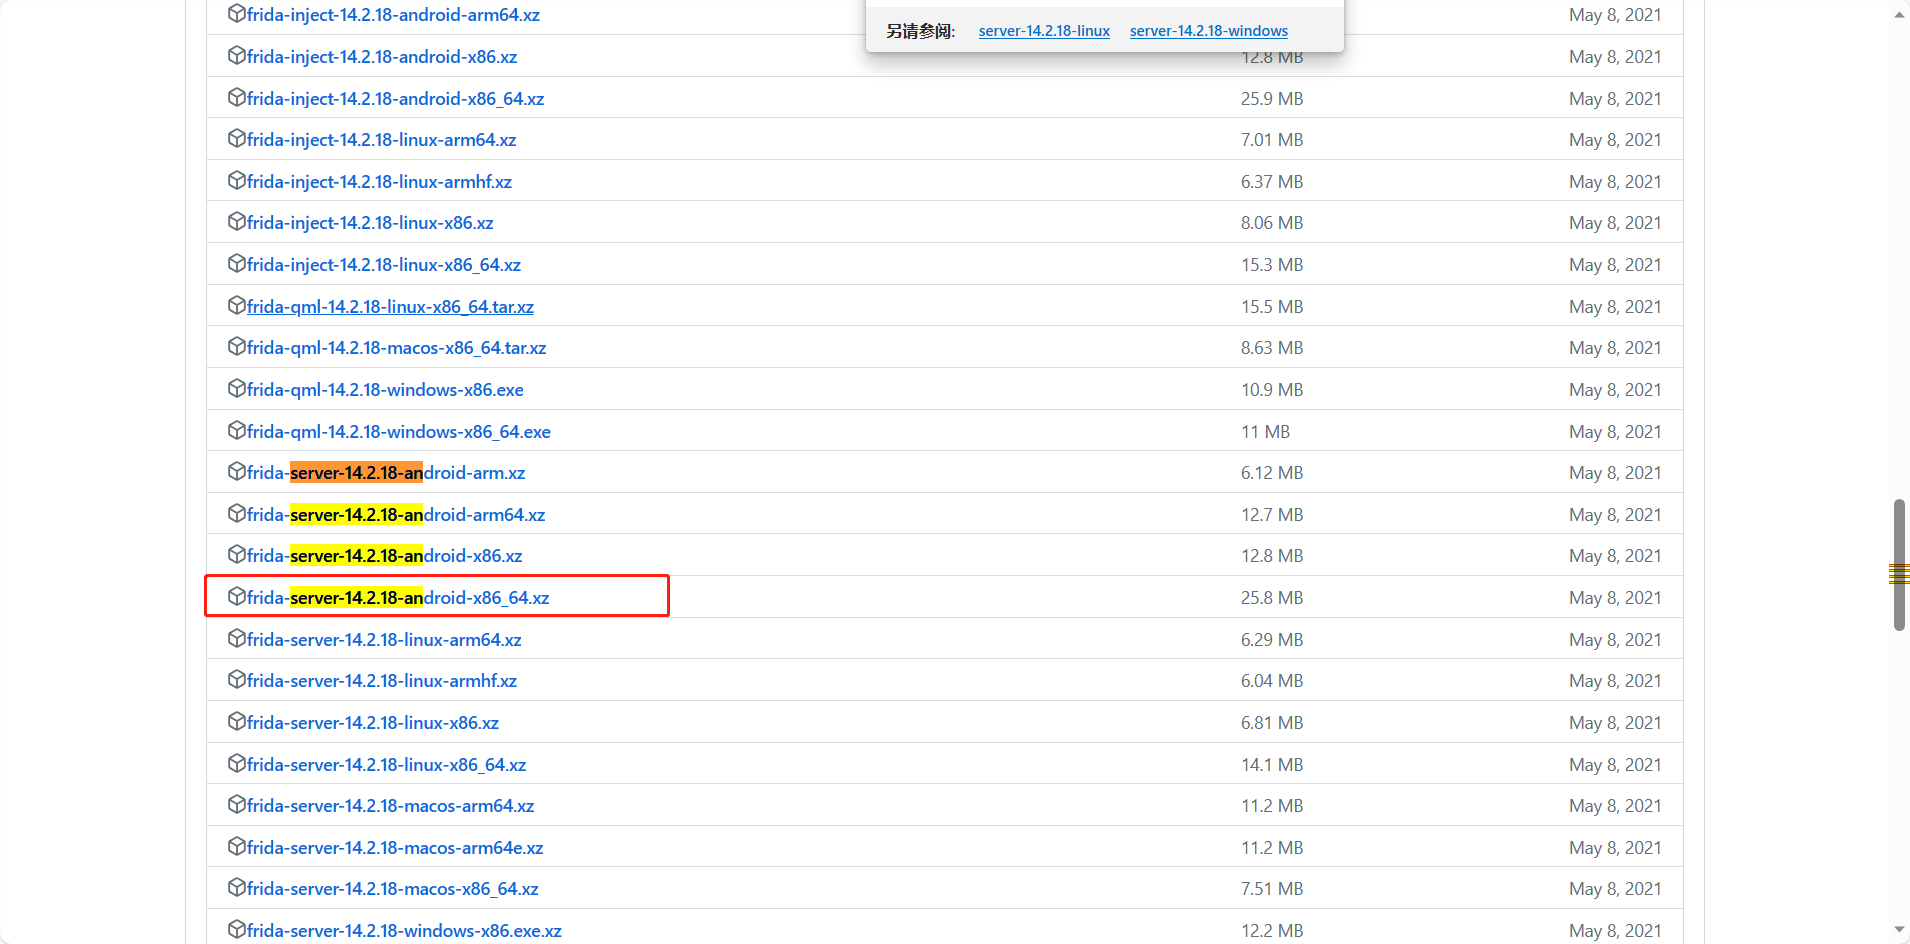 frida-inject-14.2.18-android-arm64.xz May 8, 2021
另请参阅: server-14.2.18-linux server-14.2.18-windows
frida-inject-14.2.18-android-x86.xz 12.8 MB May 8, 2021
frida-inject-14.2.18-android-x86_64.xz 25.9 MB May 8, 2021
frida-inject-14.2.18-linux-arm64.xz 7.01 MB May 8, 2021
frida-inject-14.2.18-linux-armhf.xz 6.37 MB May 8, 2021
frida-inject-14.2.18-linux-x86.xz 8.06 MB May 8, 2021
frida-inject-14.2.18-linux-x86_64.xz 15.3 MB May 8, 2021
frida-qml-14.2.18-linux-x86_64.tar.xz 15.5 MB May 8, 2021
frida-qml-14.2.18-macos-x86_64.tar.xz 8.63 MB May 8, 2021
frida-qml-14.2.18-windows-x86.exe 10.9 MB May 8, 2021
frida-qml-14.2.18-windows-x86_64.exe 11 MB May 8, 2021
frida-server-14.2.18-android-arm.xz 6.12 MB May 8, 2021
frida-server-14.2.18-android-arm64.xz 12.7 MB May 8, 2021
frida-server-14.2.18-android-x86.xz 12.8 MB May 8, 2021
frida-server-14.2.18-android-x86_64.xz 25.8 MB May 8, 2021
frida-server-14.2.18-linux-arm64.xz 6.29 MB May 8, 2021
frida-server-14.2.18-linux-armhf.xz 6.04 MB May 8, 2021
frida-server-14.2.18-linux-x86.xz 6.81 MB May 8, 2021
frida-server-14.2.18-linux-x86_64.xz 14.1 MB May 8, 2021
frida-server-14.2.18-macos-arm64.xz 11.2 MB May 8, 2021
frida-server-14.2.18-macos-arm64e.xz 11.2 MB May 8, 2021
frida-server-14.2.18-macos-x86_64.xz 7.51 MB May 8, 2021
frida-server-14.2.18-windows-x86.exe.xz 12.2 MB May 8, 2021